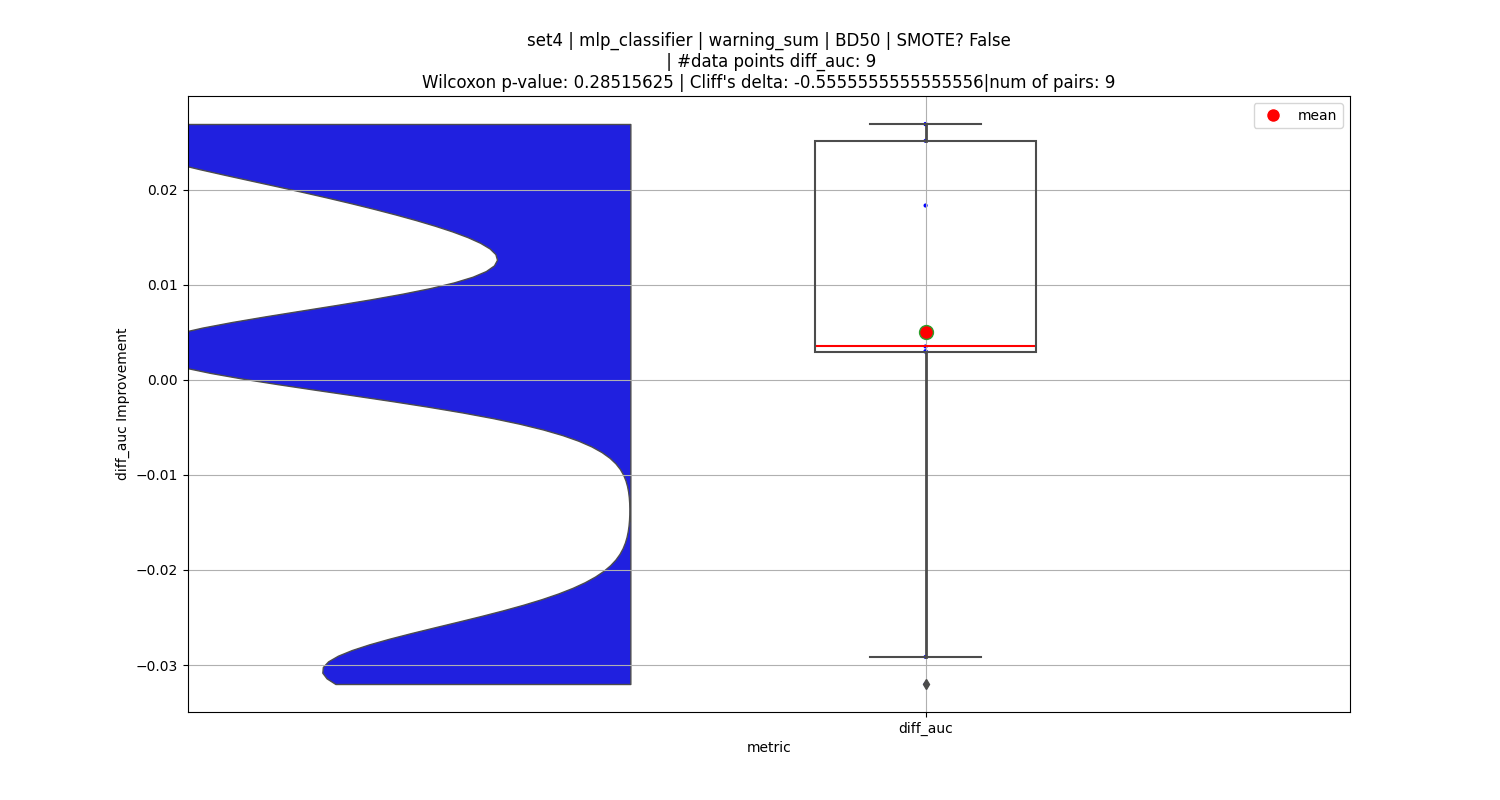 set4 | mlp_classifier | warning_sum | BD50 | SMOTE? False
| #data points diff_auc: 9
Wilcoxon p-value: 0.28515625 | Cliff's delta: -0.5555555555555556|num of pairs: 9
mean
0.02
0.01
0.00
−0.01
−0.02
−0.03
diff_auc Improvement
diff_auc
metric